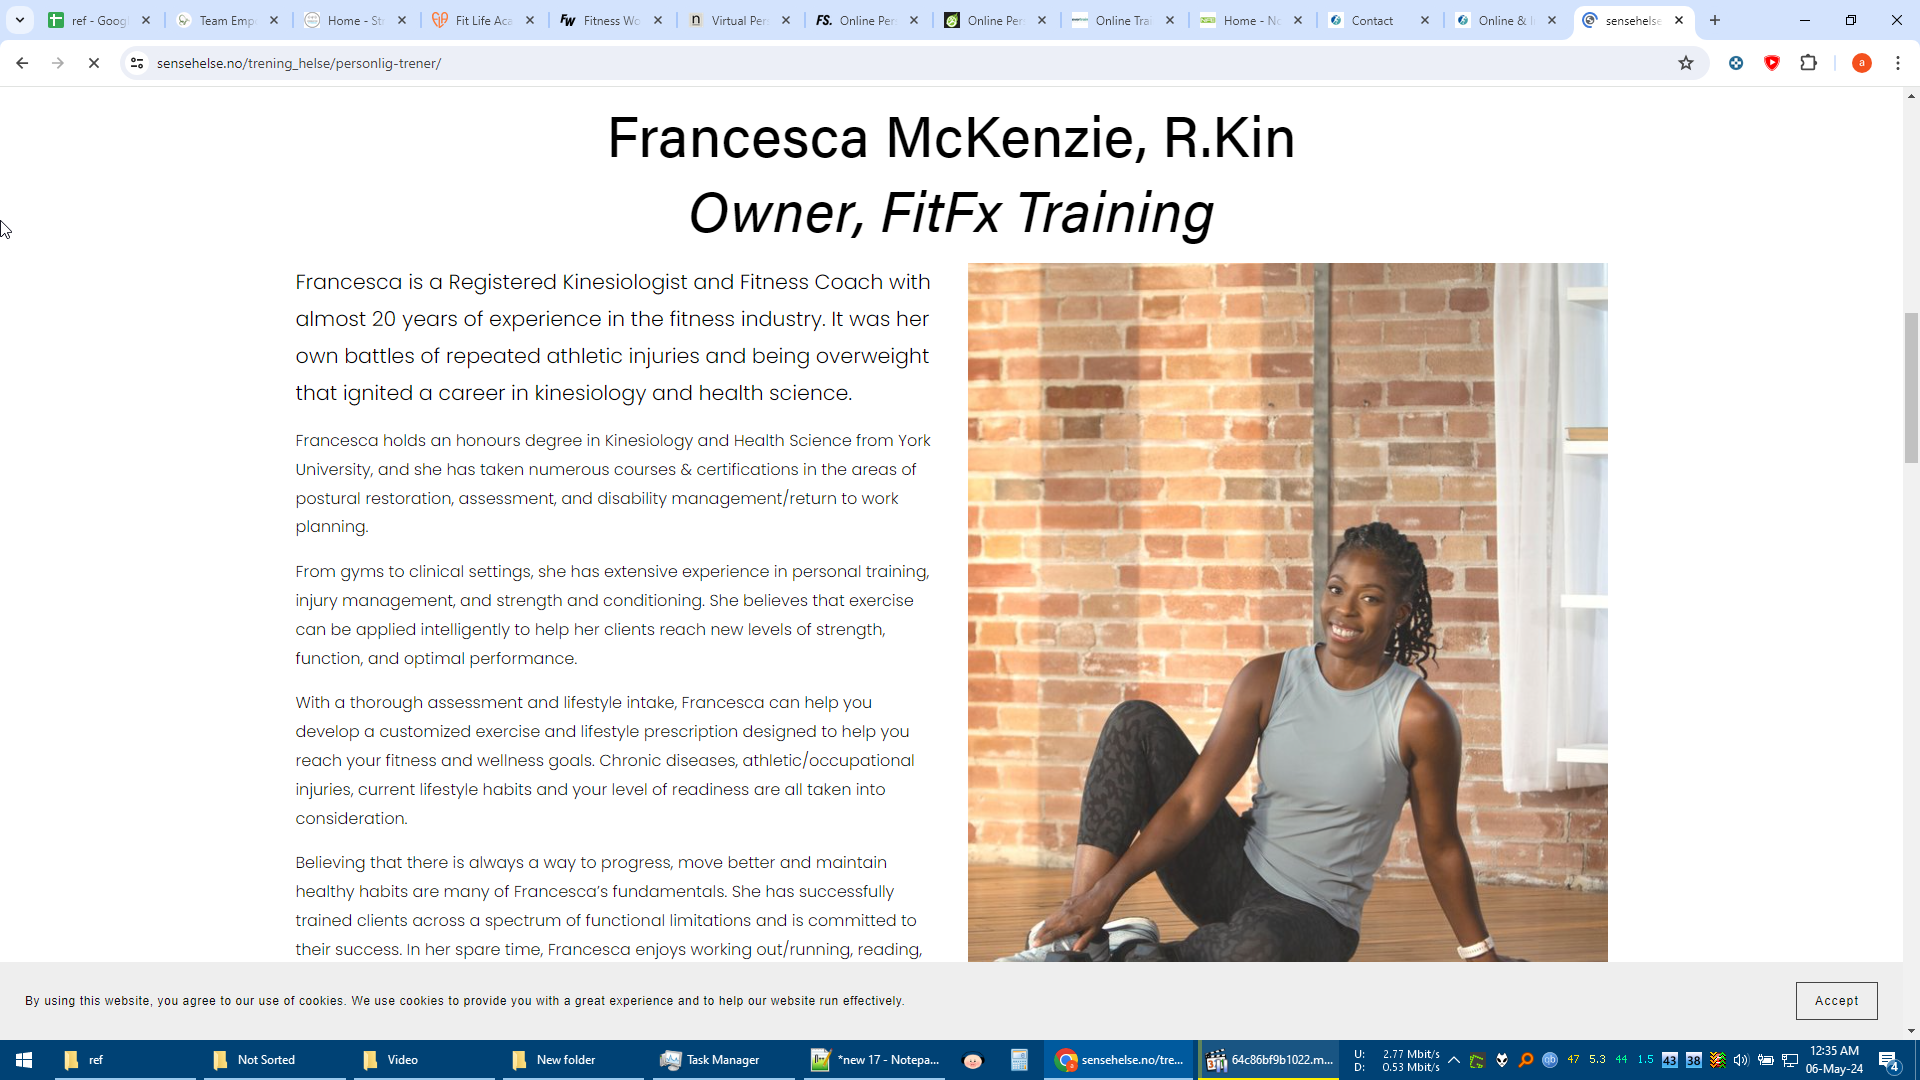 ref - Googl
Team Emp
Home - Str
Fit Life Aca
Fitness Wo
Virtual Pers
Online Pers
Online Pers
Online Trai
Home - No
Contact
Online & I
sensehelse
sensehelse.no/trening_helse/personlig-trener/
Francesca McKenzie, R.Kin
Owner, FitFx Training
Francesca is a Registered Kinesiologist and Fitness Coach with
almost 20 years of experience in the fitness industry. It was her
own battles of repeated athletic injuries and being overweight
that ignited a career in kinesiology and health science.
Francesca holds an honours degree in Kinesiology and Health Science from York
University, and she has taken numerous courses & certifications in the areas of
postural restoration, assessment, and disability management/return to work
planning.
From gyms to clinical settings, she has extensive experience in personal training,
injury management, and strength and conditioning. She believes that exercise
can be applied intelligently to help her clients reach new levels of strength,
function, and optimal performance.
With a thorough assessment and lifestyle intake, Francesca can help you
develop a customized exercise and lifestyle prescription designed to help you
reach your fitness and wellness goals. Chronic diseases, athletic/occupational
injuries, current lifestyle habits and your level of readiness are all taken into
consideration.
Believing that there is always a way to progress, move better and maintain
healthy habits are many of Francesca's fundamentals. She has successfully
trained clients across a spectrum of functional limitations and is committed to
their success. In her spare time, Francesca enjoys working out/running, reading,
By using this website, you agree to our use of cookies. We use cookies to provide you with a great experience and to help our website run effectively.
Accept
ref
Not Sorted
Video
New folder
Task Manager
*new 17 - Notepa...
sensehelse.no/tre...
64c86bf9b1022.m...
U: 2.77 Mbit/s
D: 0.53 Mbit/s
47 5.3 44 1.5 43 38
12:35 AM
06-May-24
4